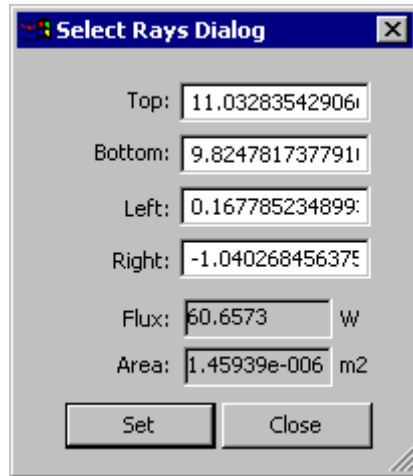 Select Rays Dialog
Top: 11.03283542906
Bottom: 9.824781737791
Left: 0.167785234899
Right: -1.040268456375
Flux: 60.6573 W
Area: 1.45939e-006 m2
Set Close